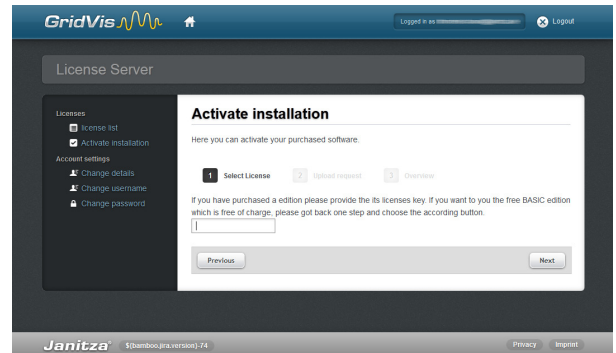 GridVis
Logged in as
Logout
License Server
Licenses
license list
Activate installation
Account settings
Change details
Change username
Change password
Activate installation
Here you can activate your purchased software.
1 Select License 2 Upload request 3 Overview
If you have purchased a edition please provide the its licenses key. If you want to you the free BASIC edition
which is free of charge, please got back one step and choose the according button.
Previous
Next
Janitza®
${bamboo.jira.version}-74
Privacy
Imprint